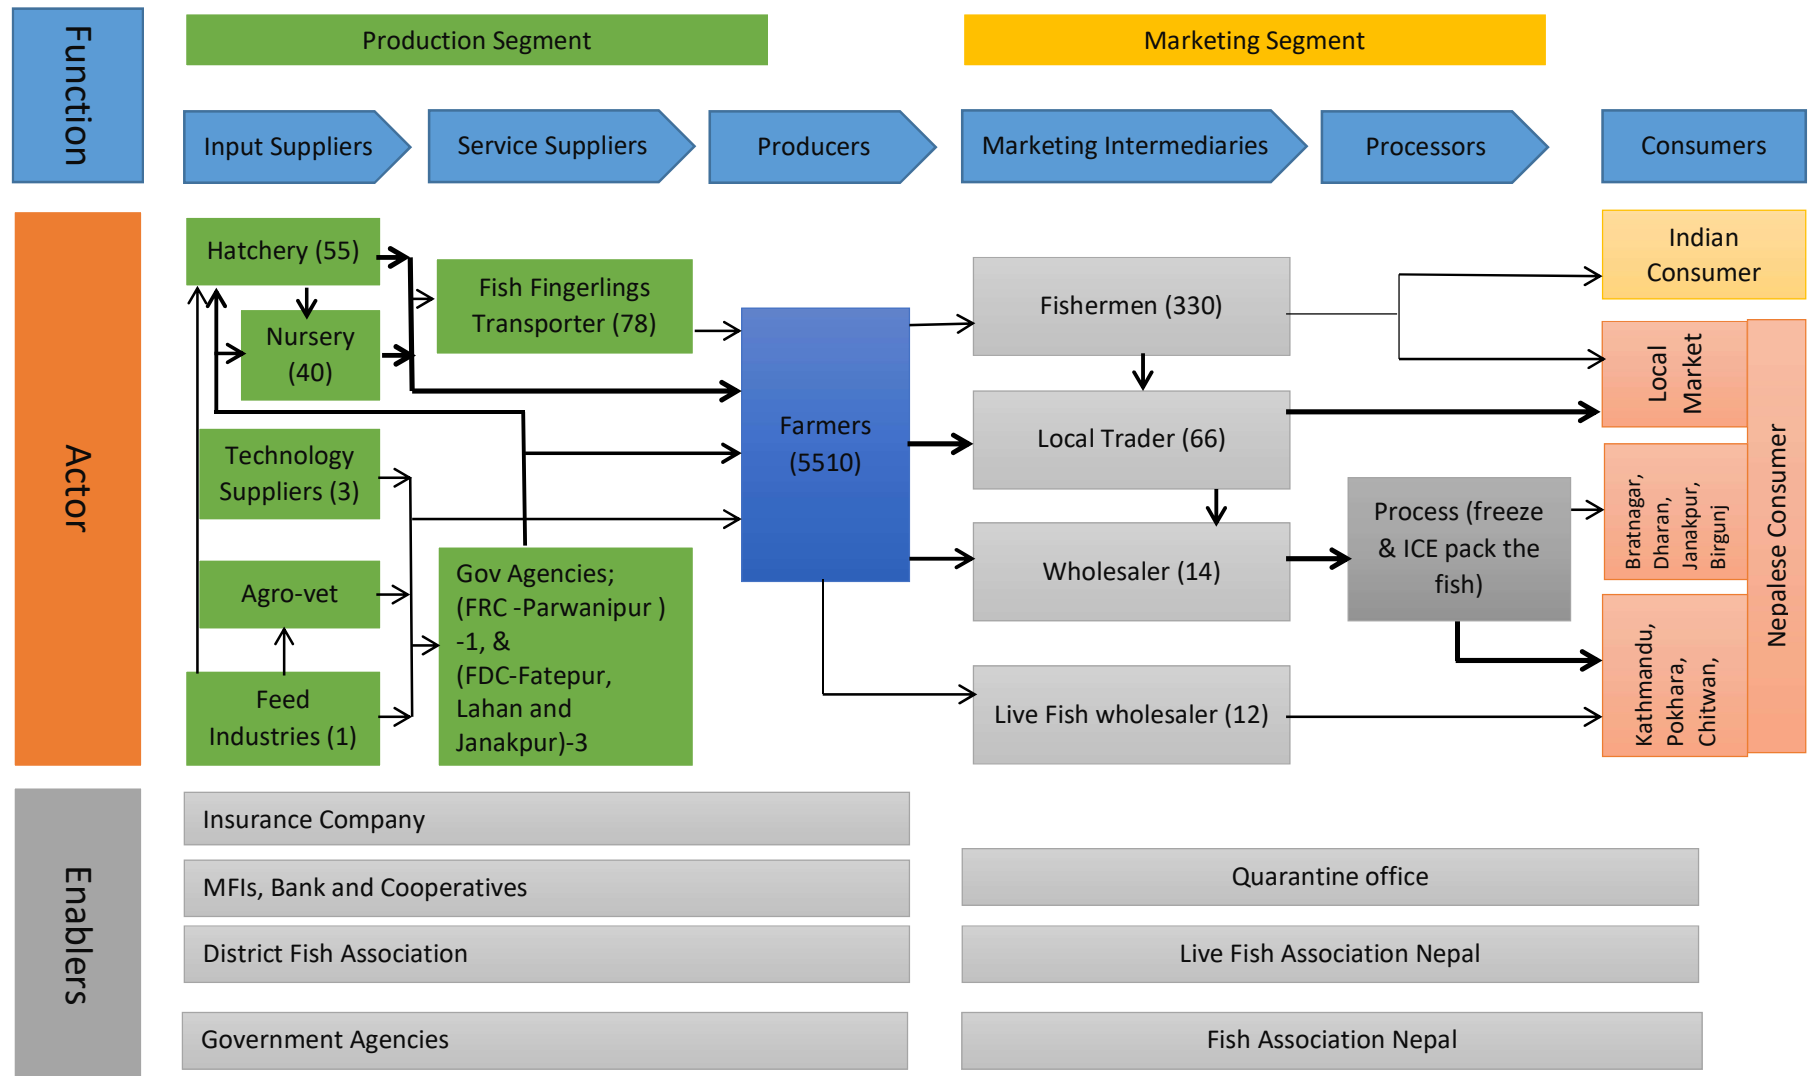 Function
Production Segment
Marketing Segment
Input Suppliers
Service Suppliers
Producers
Marketing Intermediaries
Processors
Consumers
Actor
Hatchery (55)
Nursery
(40)
Technology
Suppliers (3)
Agro-vet
Feed
Industries (1)
Fish Fingerlings
Transporter (78)
Gov Agencies;
(FRC -Parwanipur )
-1, &
(FDC-Fatepur,
Lahan and
Janakpur)-3
Farmers
(5510)
Fishermen (330)
Local Trader (66)
Wholesaler (14)
Live Fish wholesaler (12)
Process (freeze
& ICE pack the
fish)
Indian
Consumer
Local
Market
Bratnagar,
Dharan,
Janakpur,
Birgunj
Kathmandu,
Pokhara,
Chitwan,
Nepalese Consumer
Enablers
Insurance Company
MFIs, Bank and Cooperatives
District Fish Association
Government Agencies
Quarantine office
Live Fish Association Nepal
Fish Association Nepal